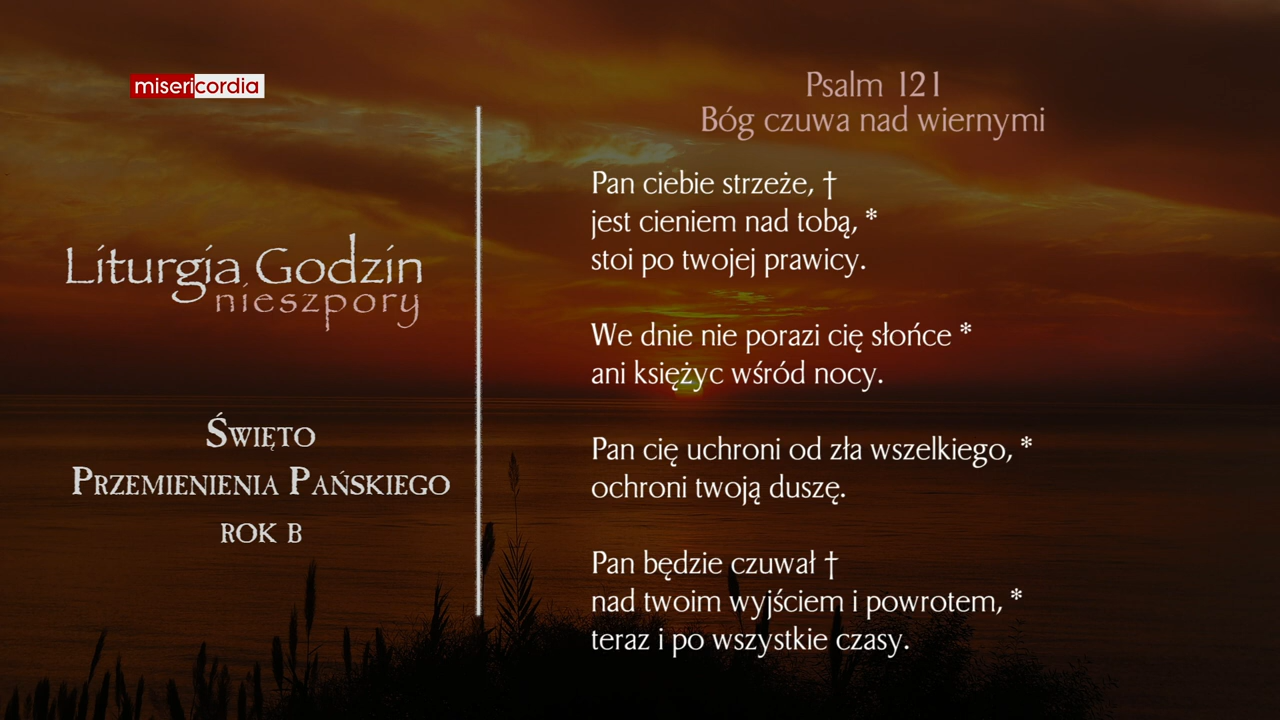 misericordia
Liturgia Godzin
nieszpory
Święto
Przemienienia Pańskiego
rok B
Psalm 121
Bóg czuwa nad wiernymi
Pan ciebie strzeże, †
jest cieniem nad tobą, *
stoi po twojej prawicy.
We dnie nie porazi cię słońce *
ani księżyc wśród nocy.
Pan cię uchroni od zła wszelkiego, *
ochroni twoją duszę.
Pan będzie czuwał †
nad twoim wyjściem i powrotem, *
teraz i po wszystkie czasy.